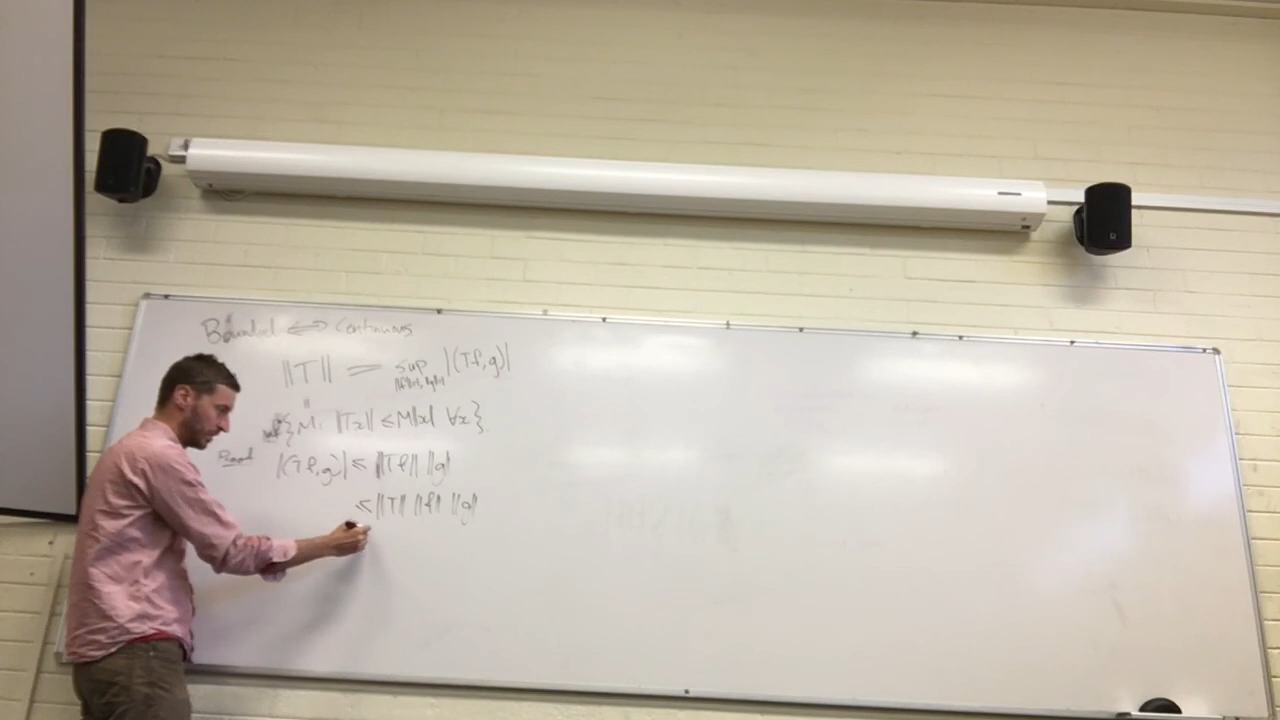 Bounded ⟺ Continuous
||T|| = sup |(Tf,g)|
||f||=1, ||g||=1
"
inf{M: ||Tx|| ≤ M||x|| ∀x}
Proof |(Tf,g)| ≤ ||Tf|| ||g||
≤ ||T|| ||f|| ||g||